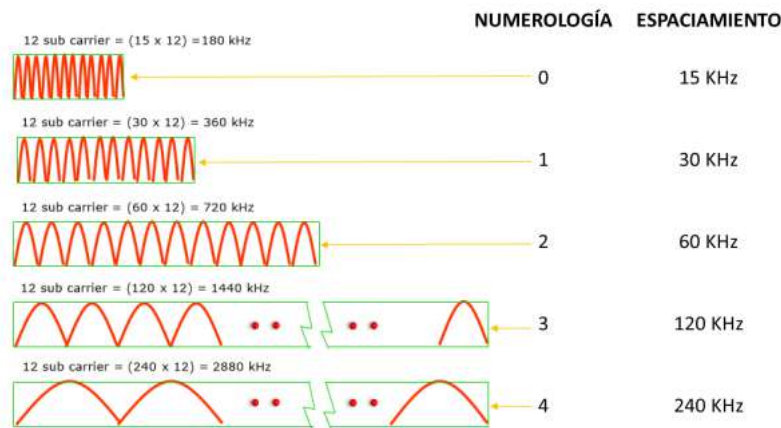 NUMEROLOGÍA ESPACIAMIENTO
12 sub carrier = (15 x 12) =180 kHz
0 15 KHz
12 sub carrier = (30 x 12) = 360 kHz
1 30 KHz
12 sub carrier = (60 x 12) = 720 kHz
2 60 KHz
12 sub carrier = (120 x 12) = 1440 kHz
3 120 KHz
12 sub carrier = (240 x 12) = 2880 kHz
4 240 KHz